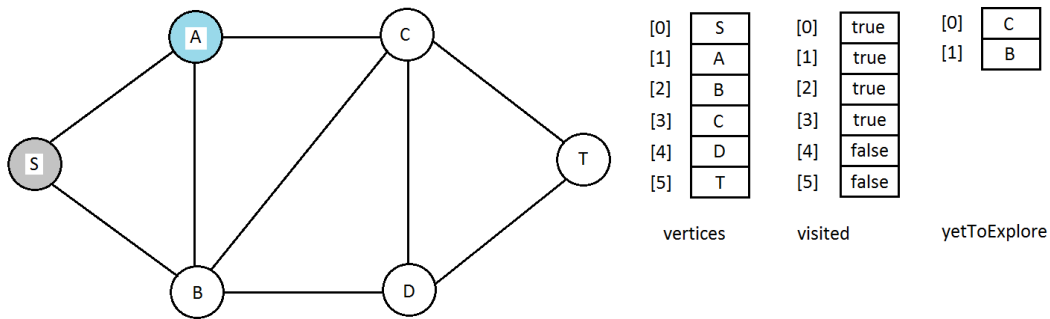 A
C
S
T
B
D
[0] S
[1] A
[2] B
[3] C
[4] D
[5] T
vertices
[0] true
[1] true
[2] true
[3] true
[4] false
[5] false
visited
[0] C
[1] B
yetToExplore